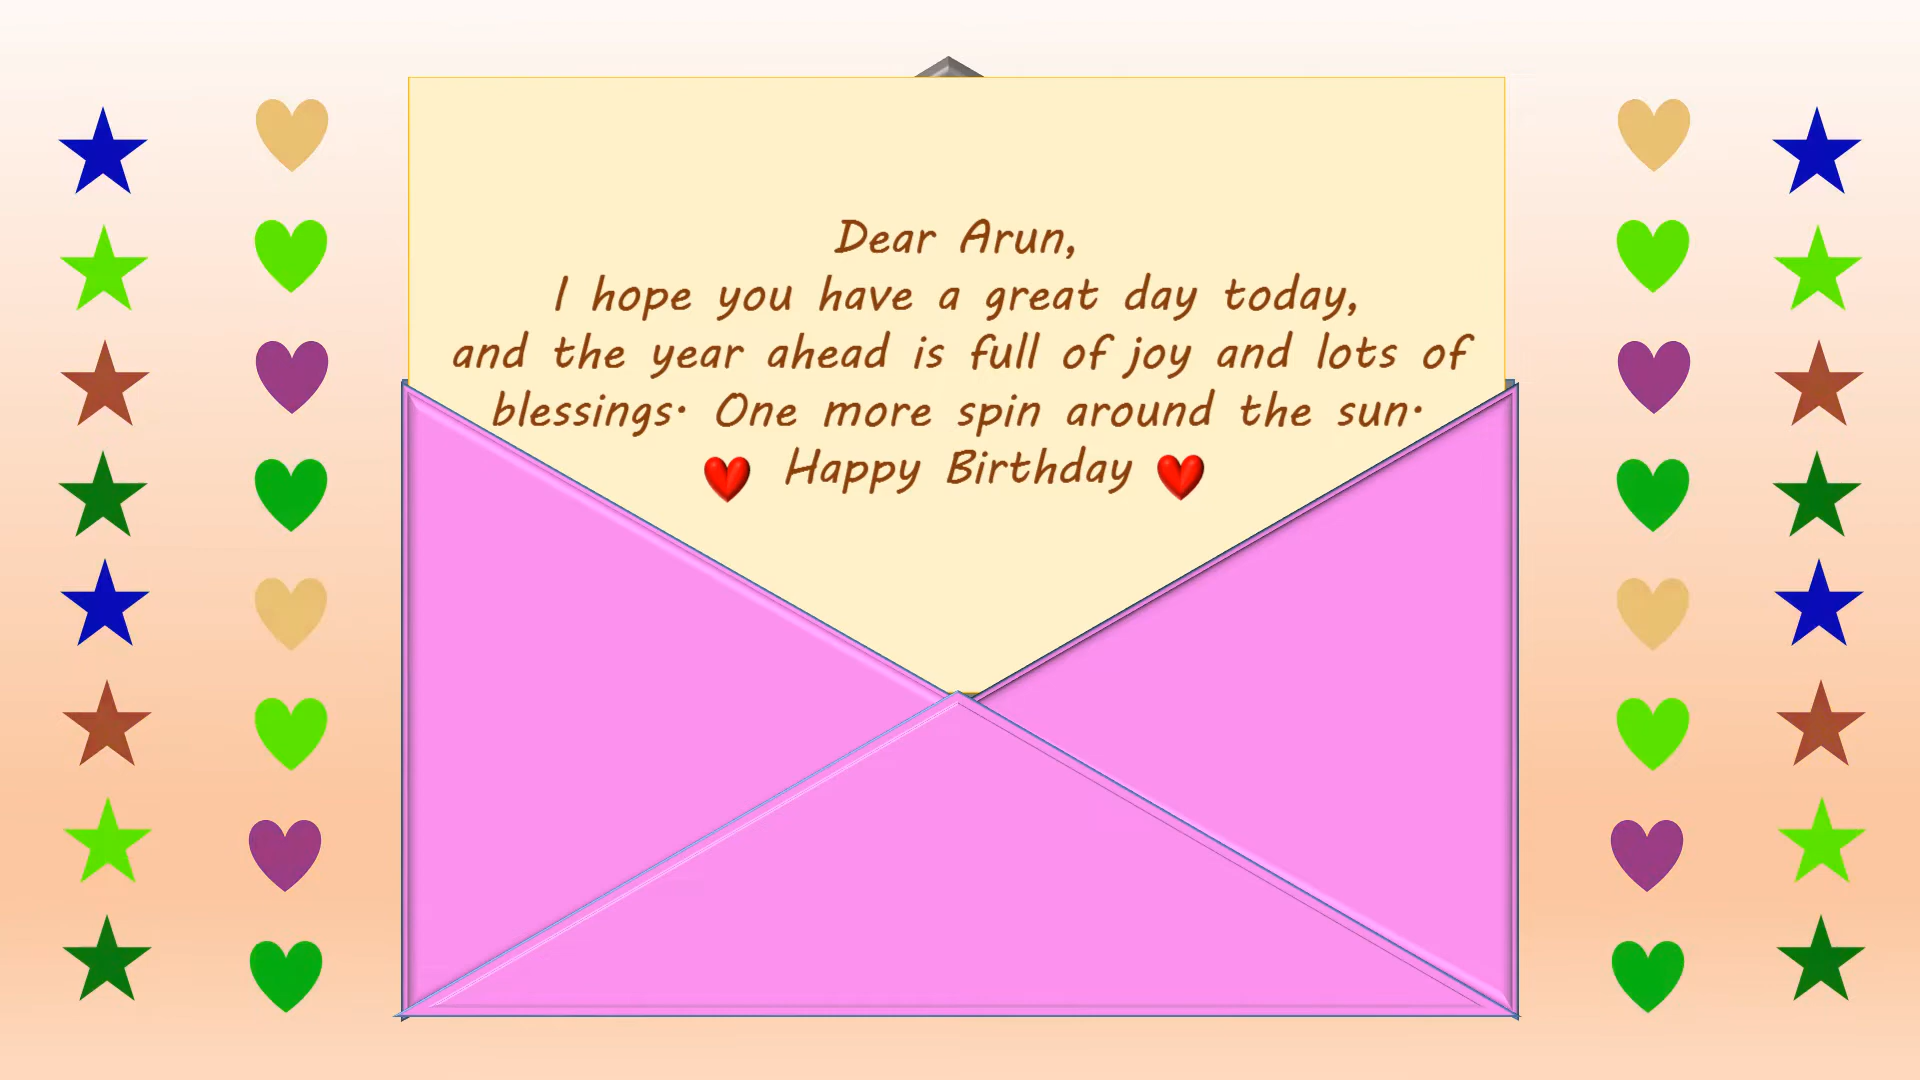 Dear Arun,
I hope you have a great day today,
and the year ahead is full of joy and lots of
blessings. One more spin around the sun.
Happy Birthday